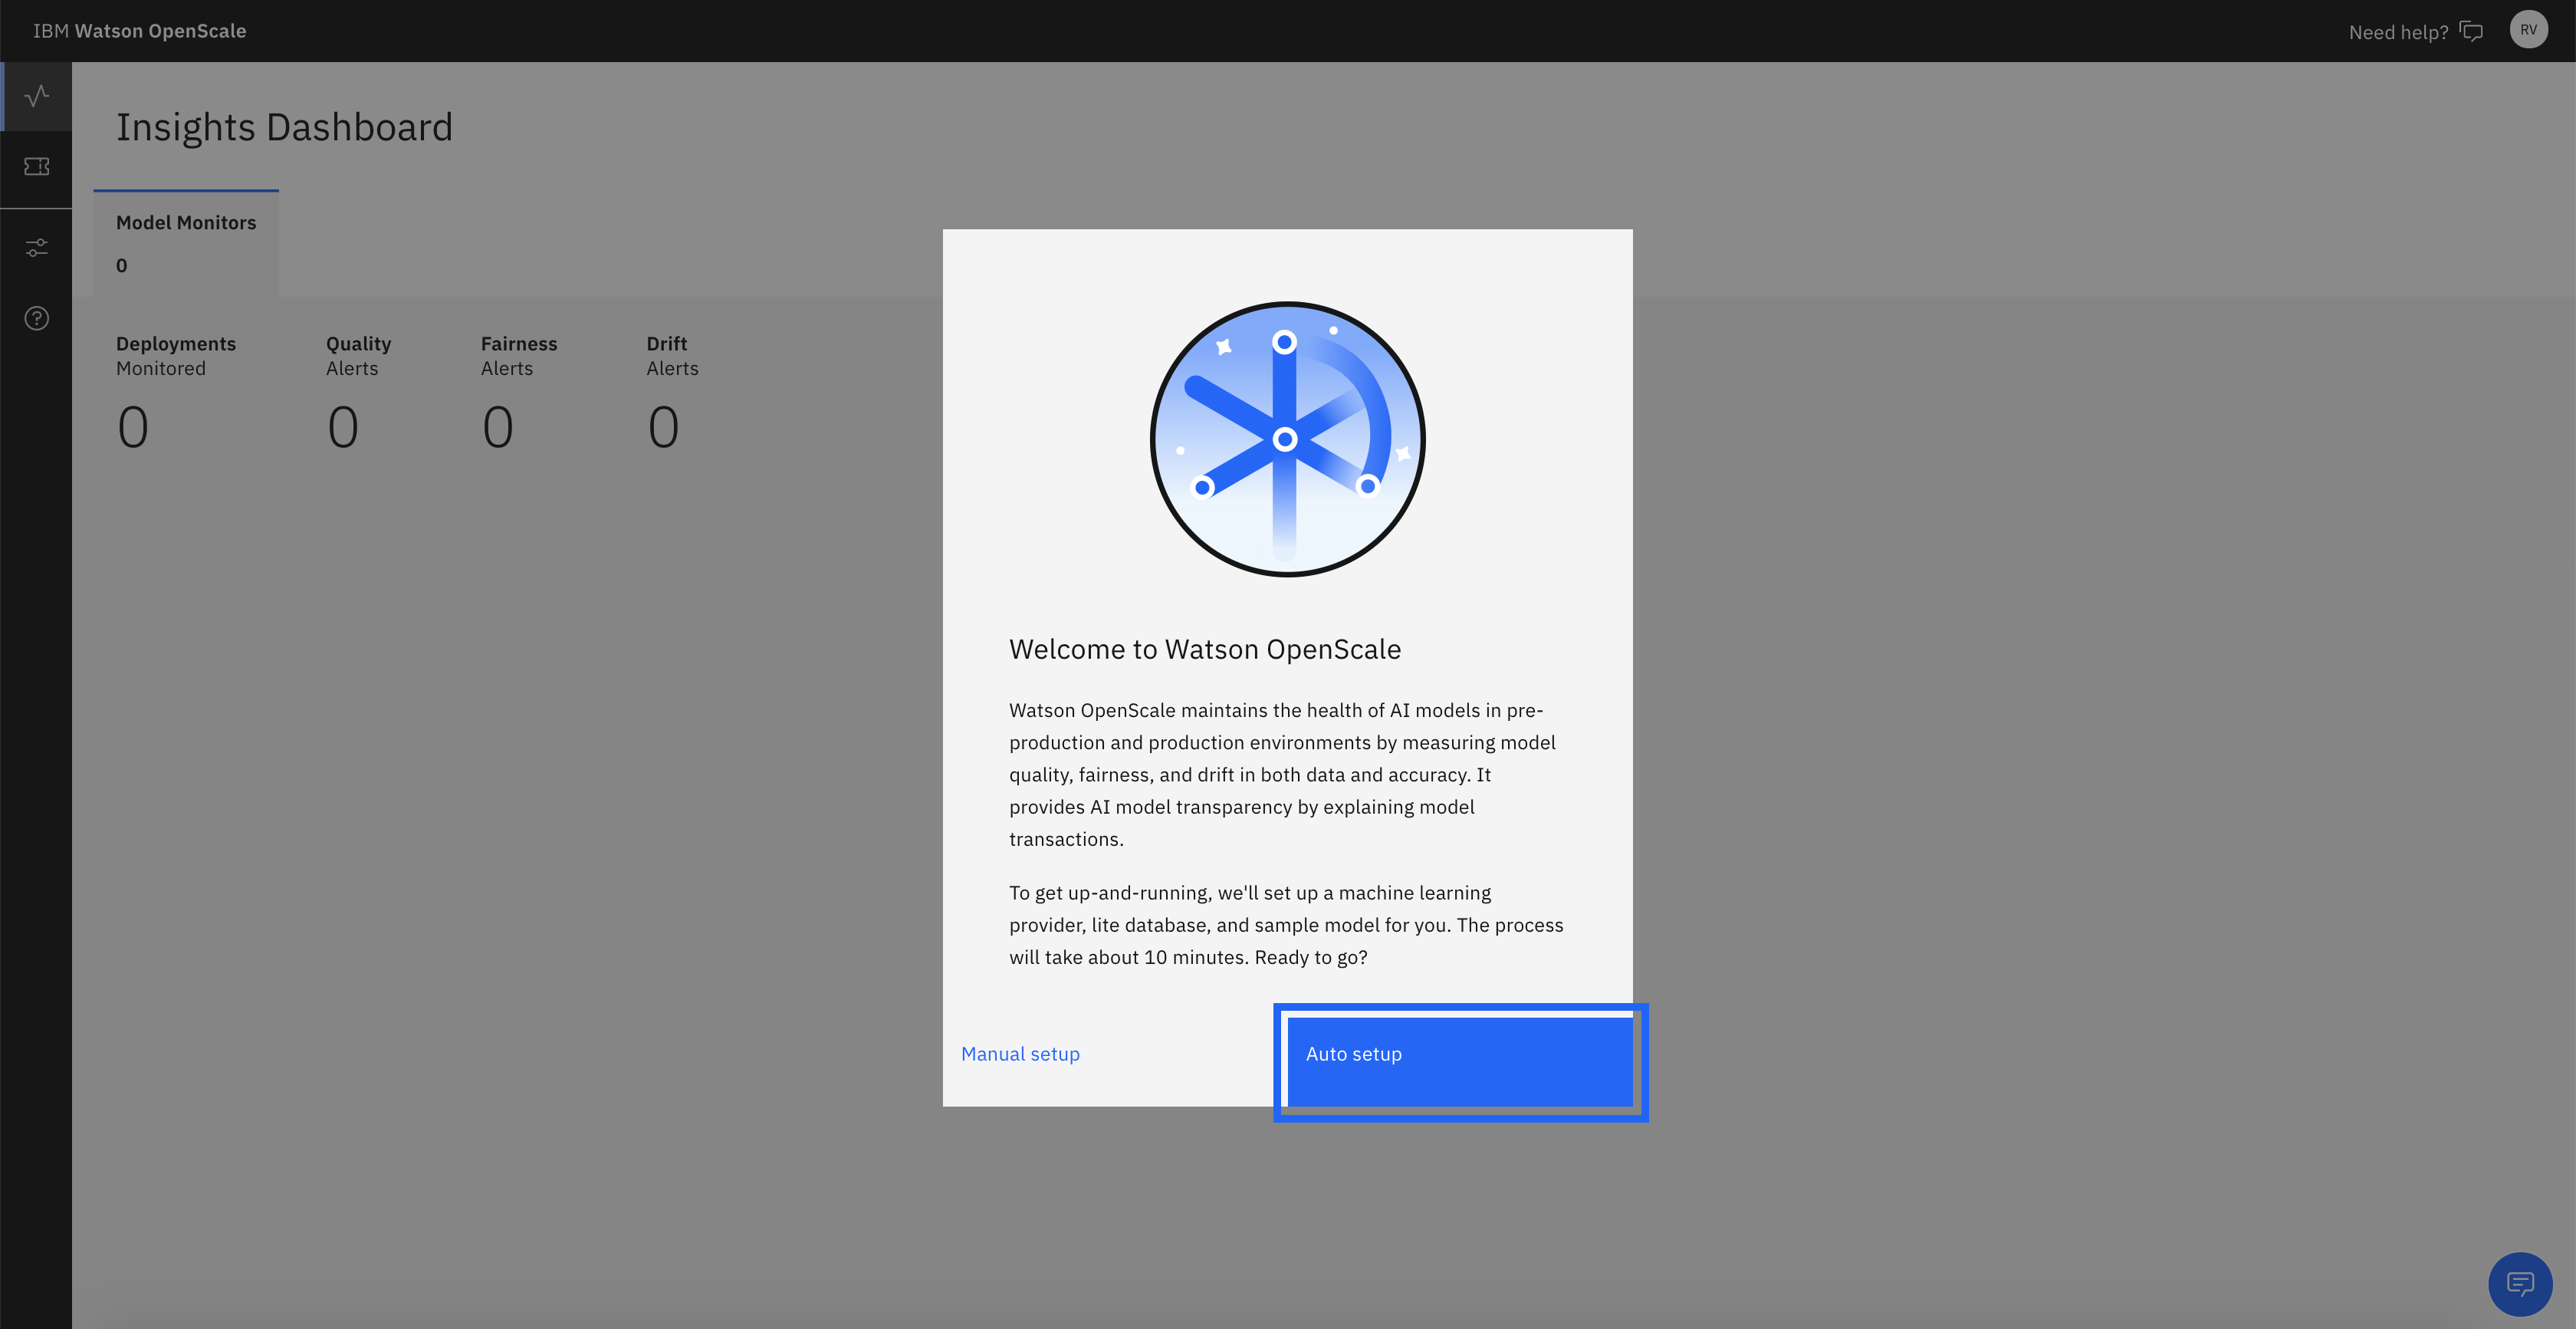 IBM Watson OpenScale
Need help?
RV
Insights Dashboard
Model Monitors
0
Deployments
Monitored
0
Quality
Alerts
0
Fairness
Alerts
0
Drift
Alerts
0
Welcome to Watson OpenScale
Watson OpenScale maintains the health of AI models in pre-
production and production environments by measuring model
quality, fairness, and drift in both data and accuracy. It
provides AI model transparency by explaining model
transactions.
To get up-and-running, we'll set up a machine learning
provider, lite database, and sample model for you. The process
will take about 10 minutes. Ready to go?
Manual setup
Auto setup